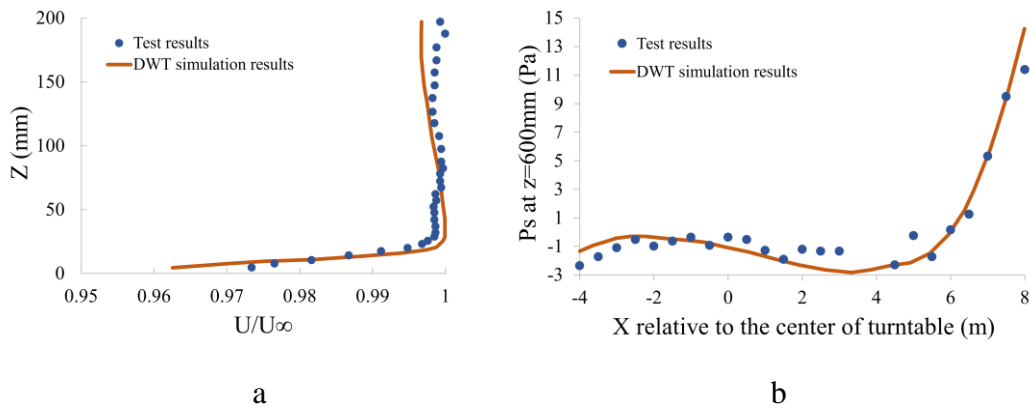 200
150
100
50
0
Z (mm)
Test results
DWT simulation results
0.95 0.96 0.97 0.98 0.99 1
U/U∞
a
15
13
11
9
7
5
3
1
-1
-3
Ps at z=600mm (Pa)
Test results
DWT simulation results
-4 -2 0 2 4 6 8
X relative to the center of turntable (m)
b